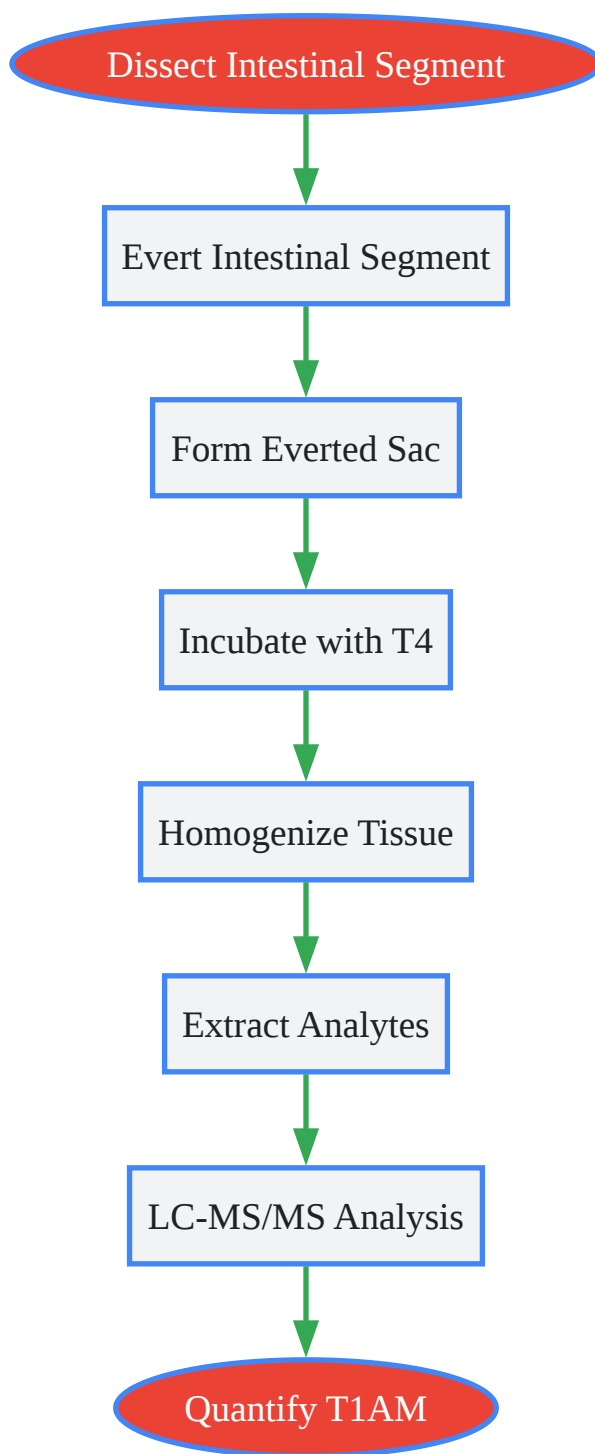 Dissect Intestinal Segment
Evert Intestinal Segment
Form Everted Sac
Incubate with T4
Homogenize Tissue
Extract Analytes
LC-MS/MS Analysis
Quantify T1AM